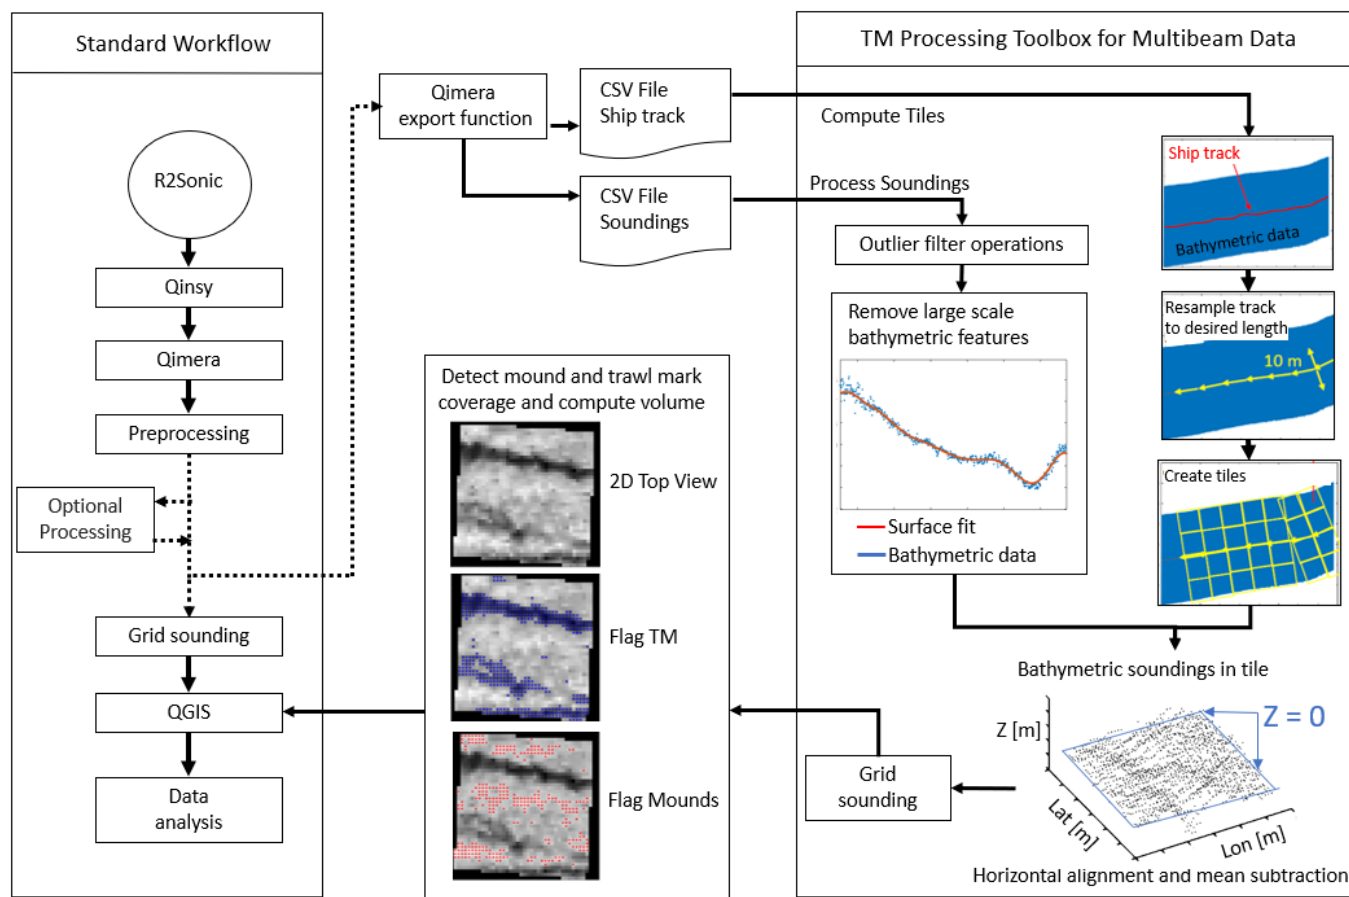 Standard Workflow
R2Sonic
Qinsy
Qimera
Preprocessing
Optional
Processing
Grid sounding
QGIS
Data
analysis
Qimera
export function
CSV File
Ship track
CSV File
Soundings
Detect mound and trawl mark
coverage and compute volume
2D Top View
Flag TM
Flag Mounds
TM Processing Toolbox for Multibeam Data
Compute Tiles
Process Soundings
Outlier filter operations
Remove large scale
bathymetric features
Surface fit
Bathymetric data
Ship track
Bathymetric data
Resample track
to desired length
10 m
Create tiles
Bathymetric soundings in tile
Z [m]
Z = 0
Lat [m]
Lon [m]
Horizontal alignment and mean subtraction
Grid
sounding